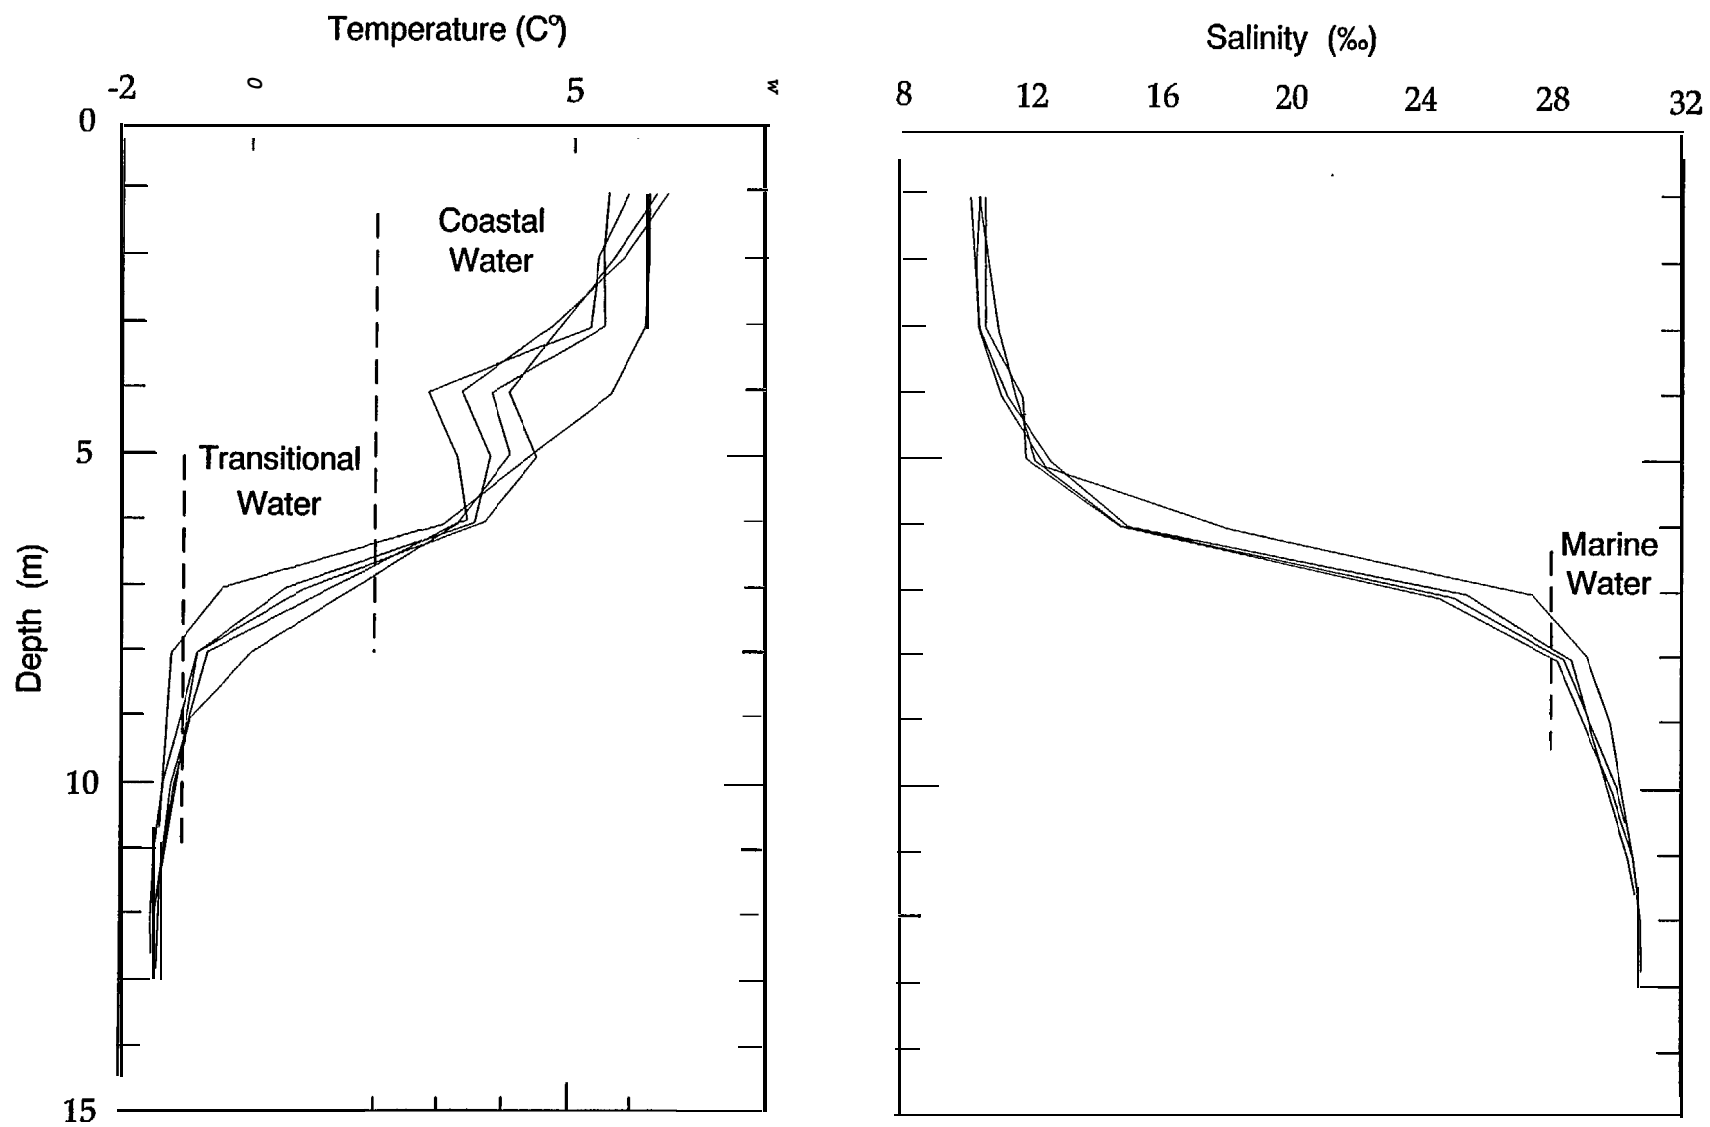 Temperature (C°)
Salinity (‰)
-2 0 5
8 12 16 20 24 28 32
0
Coastal
Water
5
Transitional
Water
Marine
Water
Depth (m)
10
15